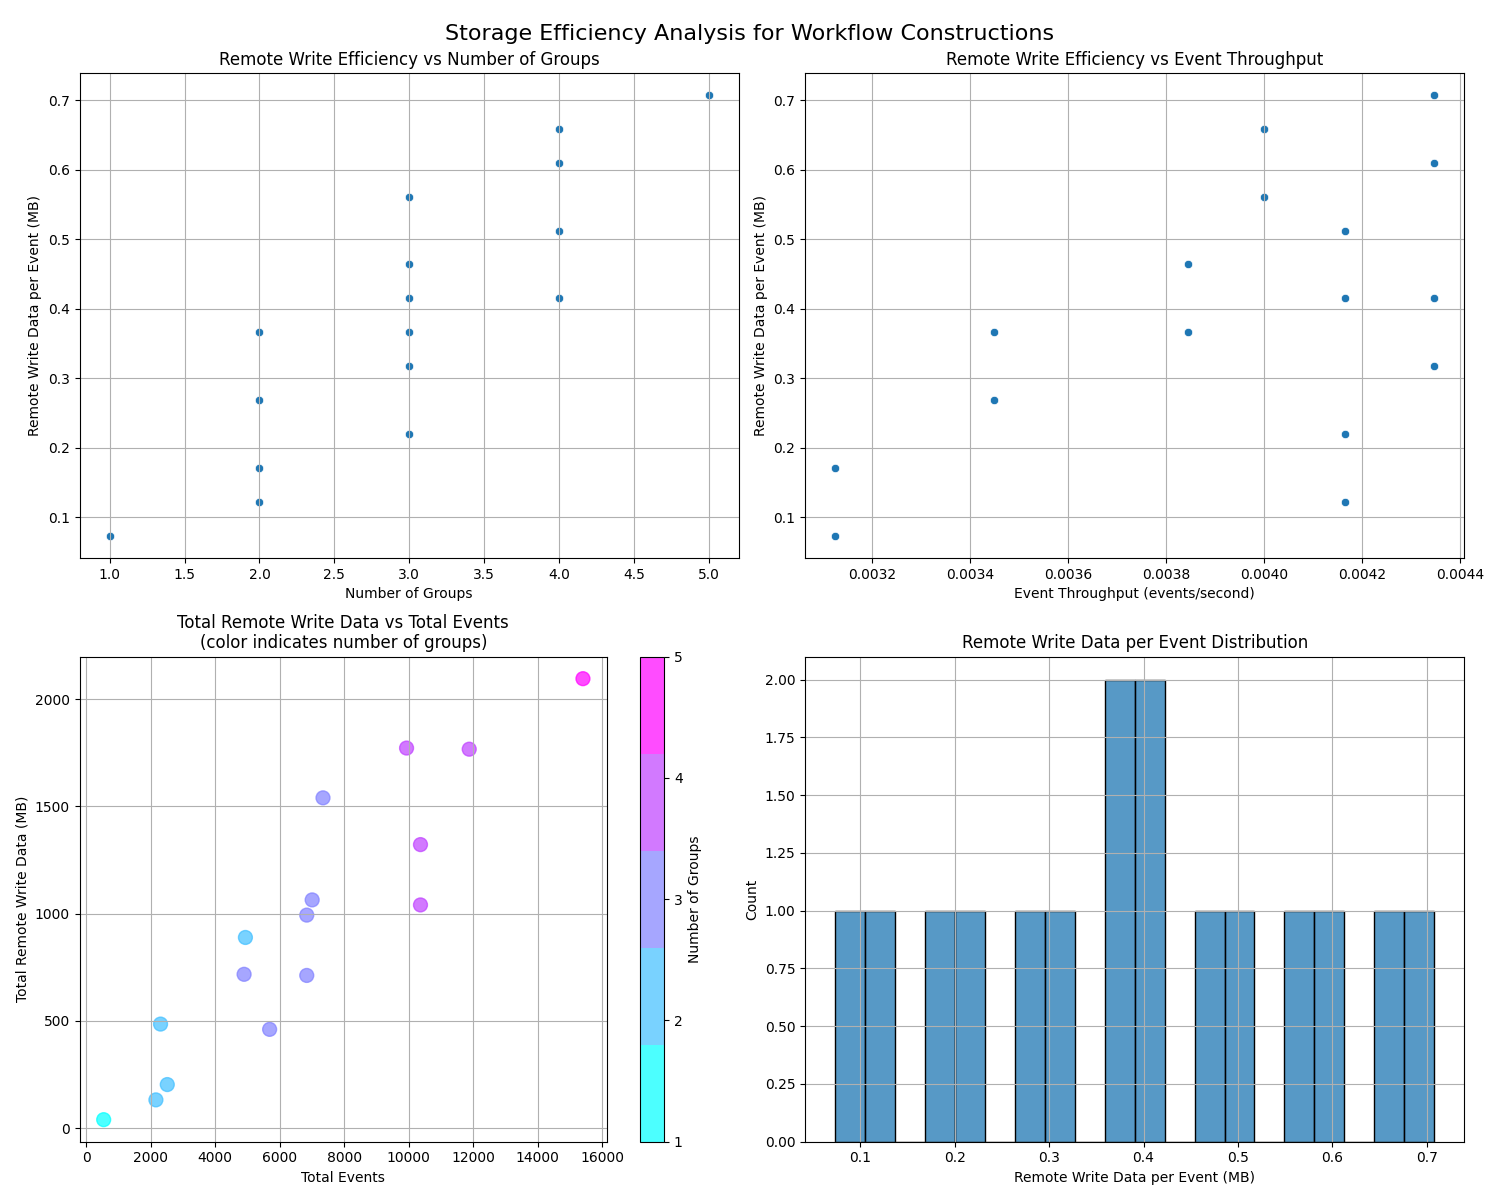 Storage Efficiency Analysis for Workflow Constructions
Remote Write Efficiency vs Number of Groups
Remote Write Data per Event (MB)
0.7
0.6
0.5
0.4
0.3
0.2
0.1
1.0 1.5 2.0 2.5 3.0 3.5 4.0 4.5 5.0
Number of Groups
Remote Write Efficiency vs Event Throughput
Remote Write Data per Event (MB)
0.7
0.6
0.5
0.4
0.3
0.2
0.1
0.0032 0.0034 0.0036 0.0038 0.0040 0.0042 0.0044
Event Throughput (events/second)
Total Remote Write Data vs Total Events
(color indicates number of groups)
Total Remote Write Data (MB)
2000
1500
1000
500
0
0 2000 4000 6000 8000 10000 12000 14000 16000
Total Events
5
4
3
2
1
Number of Groups
Remote Write Data per Event Distribution
Count
2.00
1.75
1.50
1.25
1.00
0.75
0.50
0.25
0.00
0.1 0.2 0.3 0.4 0.5 0.6 0.7
Remote Write Data per Event (MB)